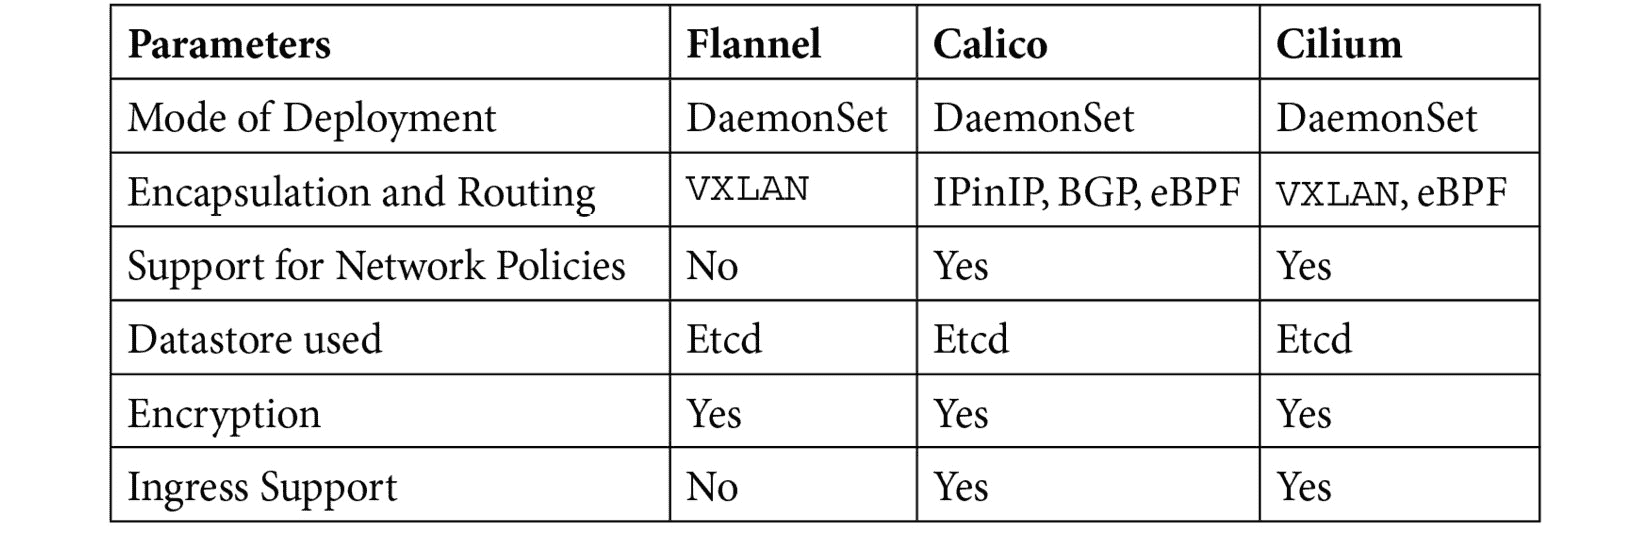 Parameters Flannel Calico Cilium
Mode of Deployment DaemonSet DaemonSet DaemonSet
Encapsulation and Routing VXLAN IPinIP, BGP, eBPF VXLAN, eBPF
Support for Network Policies No Yes Yes
Datastore used Etcd Etcd Etcd
Encryption Yes Yes Yes
Ingress Support No Yes Yes